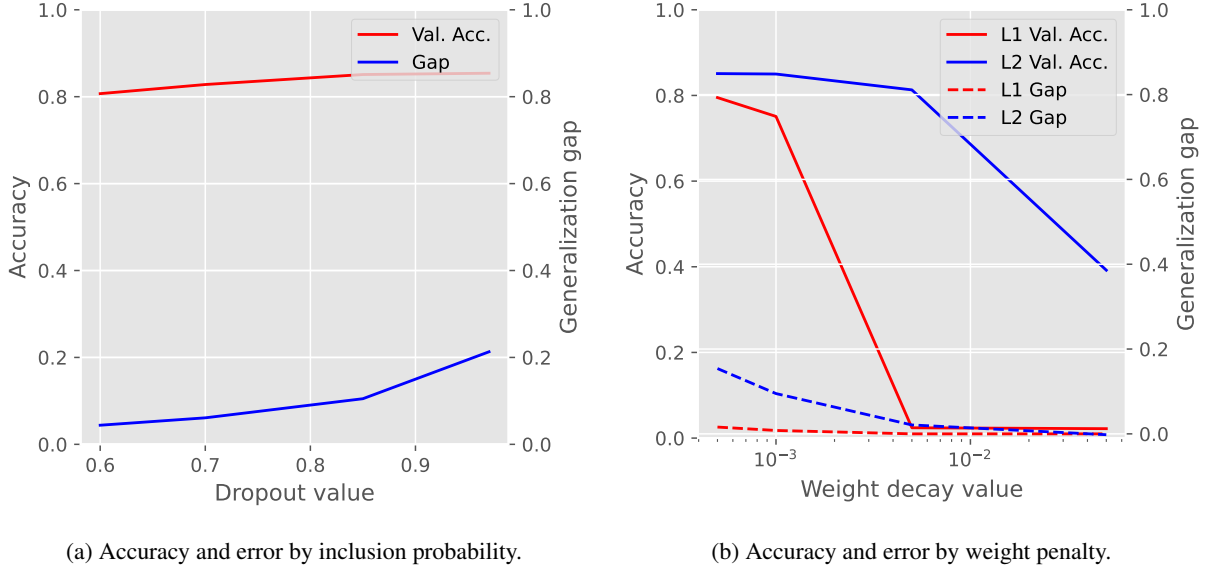 1.0
0.8
0.6
0.4
0.2
0.0
Accuracy
0.6
0.7
0.8
0.9
Dropout value
1.0
0.8
0.6
0.4
0.2
0.0
Generalization gap
Val. Acc.
Gap
(a) Accuracy and error by inclusion probability.
1.0
0.8
0.6
0.4
0.2
0.0
Accuracy
10⁻³
10⁻²
Weight decay value
1.0
0.8
0.6
0.4
0.2
0.0
Generalization gap
L1 Val. Acc.
L2 Val. Acc.
L1 Gap
L2 Gap
(b) Accuracy and error by weight penalty.